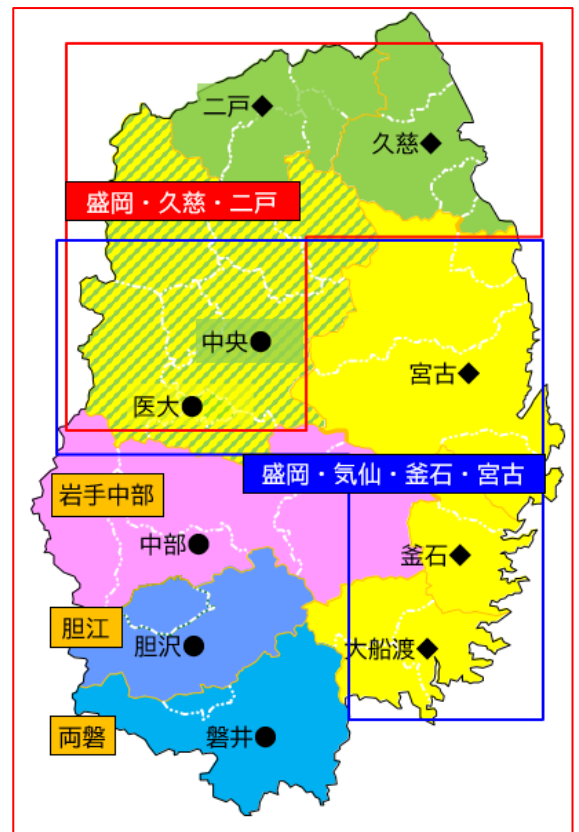 二戸◆
久慈◆
盛岡・久慈・二戸
中央●
宮古◆
医大●
盛岡・気仙・釜石・宮古
岩手中部
中部●
釜石◆
胆江
胆沢●
大船渡◆
両磐
磐井●